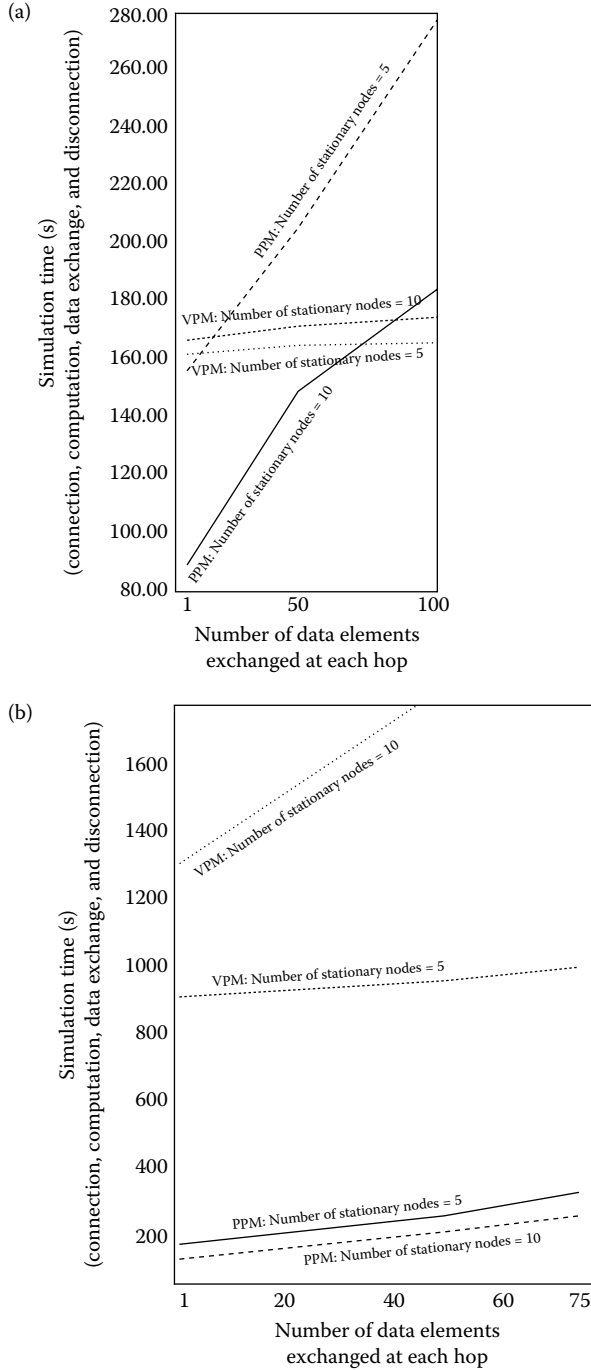 (a)
280.00
260.00
240.00
220.00
200.00
180.00
160.00
140.00
120.00
100.00
80.00
Simulation time (s)
(connection, computation, data exchange, and disconnection)
PPM: Number of stationary nodes = 5
VPM: Number of stationary nodes = 10
VPM: Number of stationary nodes = 5
PPM: Number of stationary nodes = 10
1 50 100
Number of data elements
exchanged at each hop
(b)
1600
1400
1200
1000
800
600
400
200
Simulation time (s)
(connection, computation, data exchange, and disconnection)
VPM: Number of stationary nodes = 10
VPM: Number of stationary nodes = 5
PPM: Number of stationary nodes = 5
PPM: Number of stationary nodes = 10
1 20 40 60 75
Number of data elements
exchanged at each hop